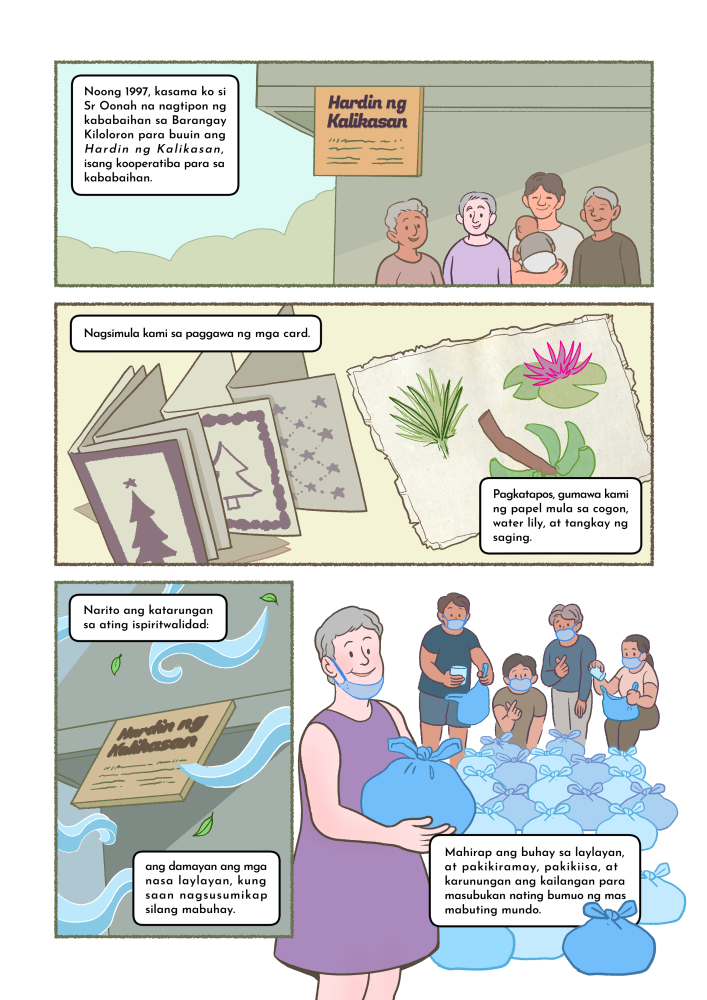 Noong 1997, kasama ko si
Sr Oonah na nagtipon ng
kababaihan sa Barangay
Kiloloron para buuin ang
Hardin ng Kalikasan,
isang kooperatiba para sa
kababaihan.
Hardin ng
Kalikasan
Nagsimula kami sa paggawa ng mga card.
Pagkatapos, gumawa kami
ng papel mula sa cogon,
water lily, at tangkay ng
saging.
Narito ang katarungan
sa ating ispiritwalidad:
Hardin ng
Kalikasan
ang damayan ang mga
nasa laylayan, kung
saan nagsusumikap
silang mabuhay.
Mahirap ang buhay sa laylayan,
at pakikiramay, pakikiisa, at
karunungan ang kailangan para
masubukan nating bumuo ng mas
mabuting mundo.